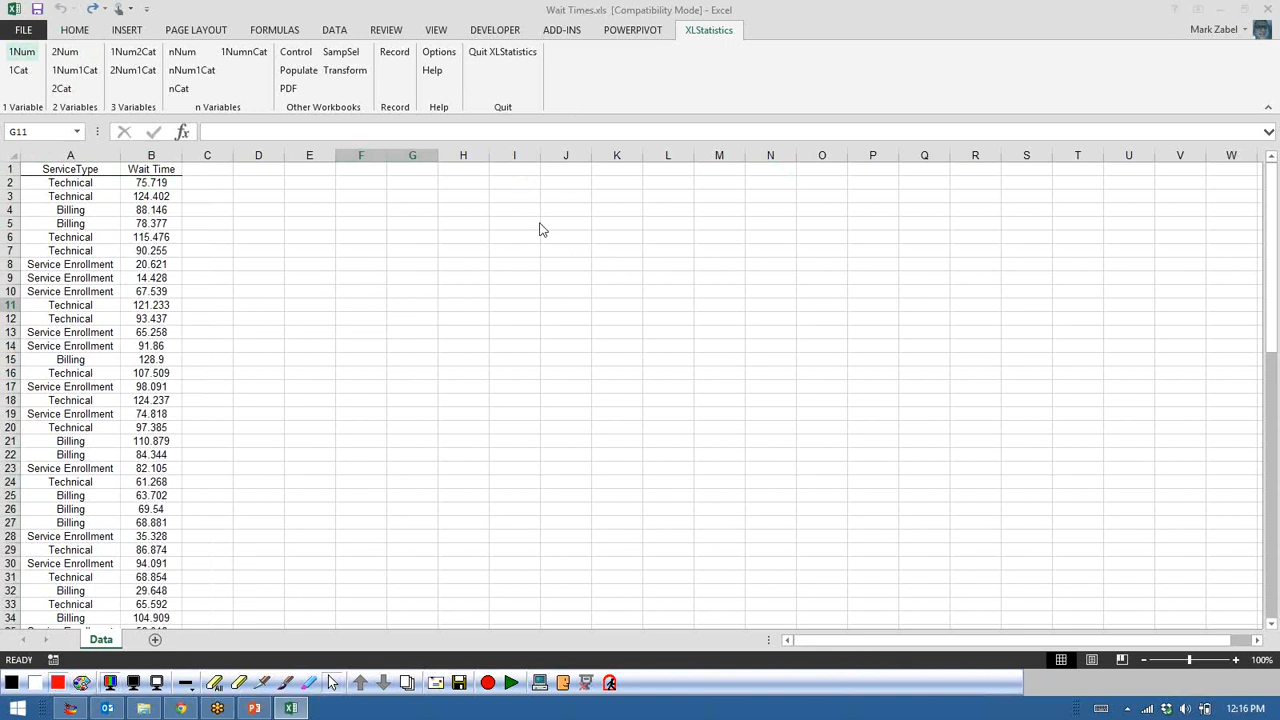 Wait Times.xls [Compatibility Mode] - Excel
FILE HOME INSERT PAGE LAYOUT FORMULAS DATA REVIEW VIEW DEVELOPER ADD-INS POWERPIVOT XLStatistics Mark Zabel
1Num 2Num 1Num2Cat nNum 1NumnCat Control SampSel Record Options Quit XLStatistics
1Cat 1Num1Cat 2Num1Cat nNum1Cat Populate Transform Help
2Cat nCat PDF
1 Variable 2 Variables 3 Variables n Variables Other Workbooks Record Help Quit
G11 fx
A B C D E F G H I J K L M N O P Q R S T U V W
1 ServiceType Wait Time
2 Technical 75.719
3 Technical 124.402
4 Billing 88.146
5 Billing 78.377
6 Technical 115.476
7 Technical 90.255
8 Service Enrollment 20.621
9 Service Enrollment 14.428
10 Service Enrollment 67.539
11 Technical 121.233
12 Technical 93.437
13 Service Enrollment 65.258
14 Service Enrollment 91.86
15 Billing 128.9
16 Technical 107.509
17 Service Enrollment 98.091
18 Technical 124.237
19 Service Enrollment 74.818
20 Technical 97.385
21 Billing 110.879
22 Billing 84.344
23 Service Enrollment 82.105
24 Technical 61.268
25 Billing 63.702
26 Billing 69.54
27 Billing 68.881
28 Service Enrollment 35.328
29 Technical 86.874
30 Service Enrollment 94.091
31 Technical 68.854
32 Billing 29.648
33 Technical 65.592
34 Billing 104.909
Data
READY 100%
12:16 PM